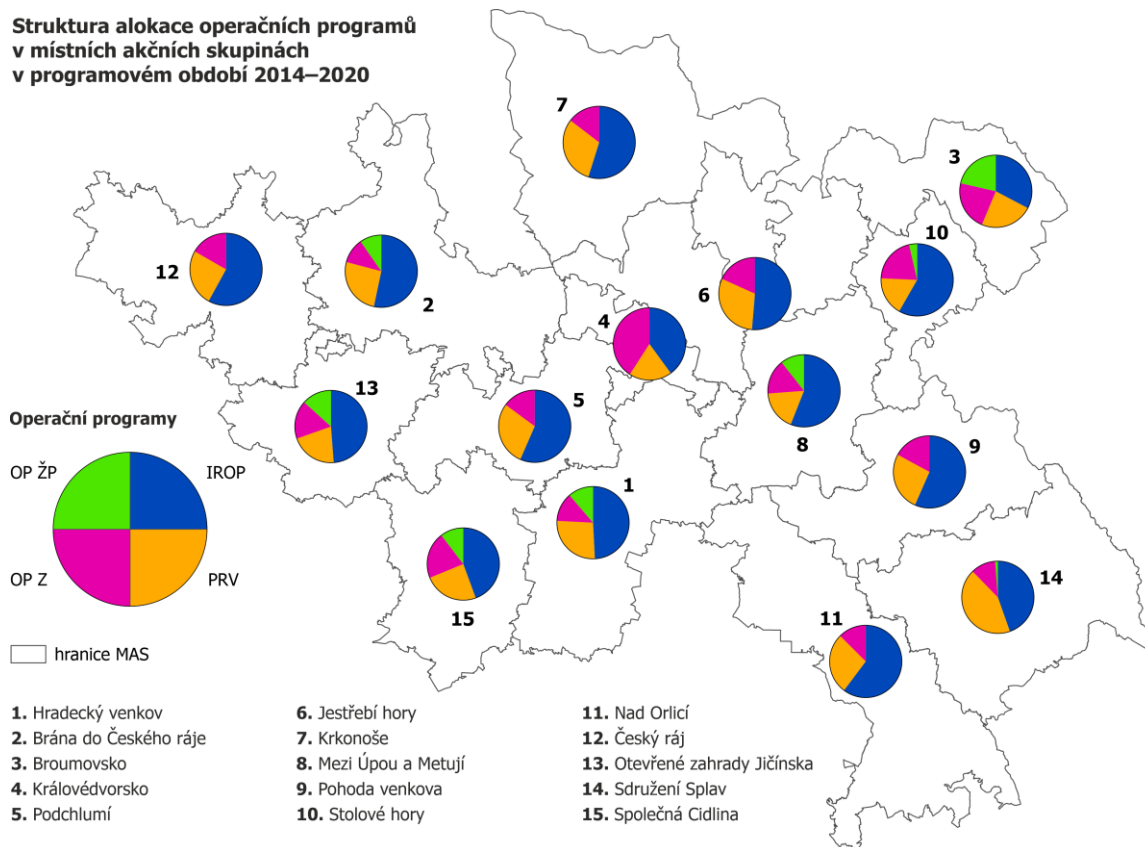 Struktura alokace operačních programů
v místních akčních skupinách
v programovém období 2014–2020
7
3
10
12
2
6
4
13
5
8
9
1
14
15
11
Operační programy
OP ŽP
IROP
OP Z
PRV
hranice MAS
1. Hradecký venkov
2. Brána do Českého ráje
3. Broumovsko
4. Královédvorsko
5. Podchlumí
6. Jestřebí hory
7. Krkonoše
8. Mezi Úpou a Metují
9. Pohoda venkova
10. Stolové hory
11. Nad Orlicí
12. Český ráj
13. Otevřené zahrady Jičínska
14. Sdružení Splav
15. Společná Cidlina